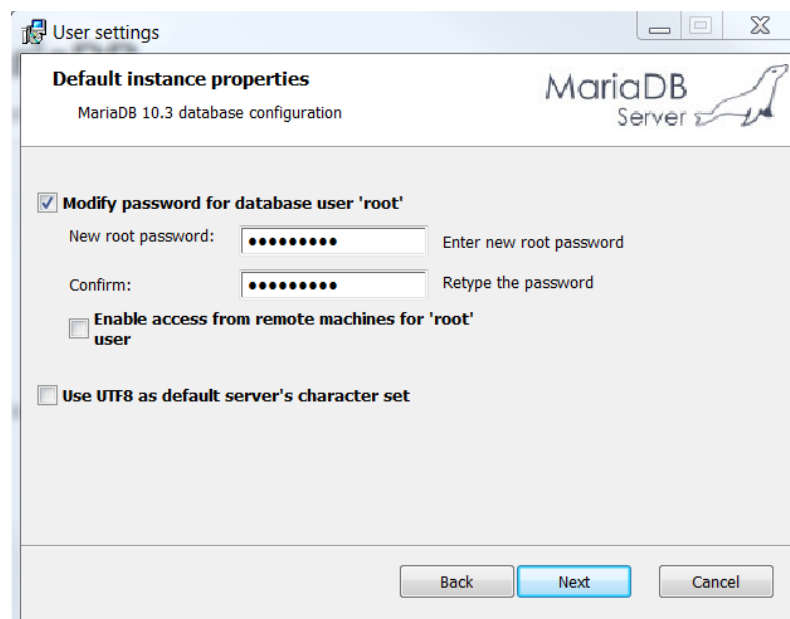 User settings
Default instance properties
MariaDB 10.3 database configuration
MariaDB
Server
Modify password for database user 'root'
New root password: ●●●●●●●●● Enter new root password
Confirm: ●●●●●●●●● Retype the password
Enable access from remote machines for 'root'
user
Use UTF8 as default server's character set
Back Next Cancel